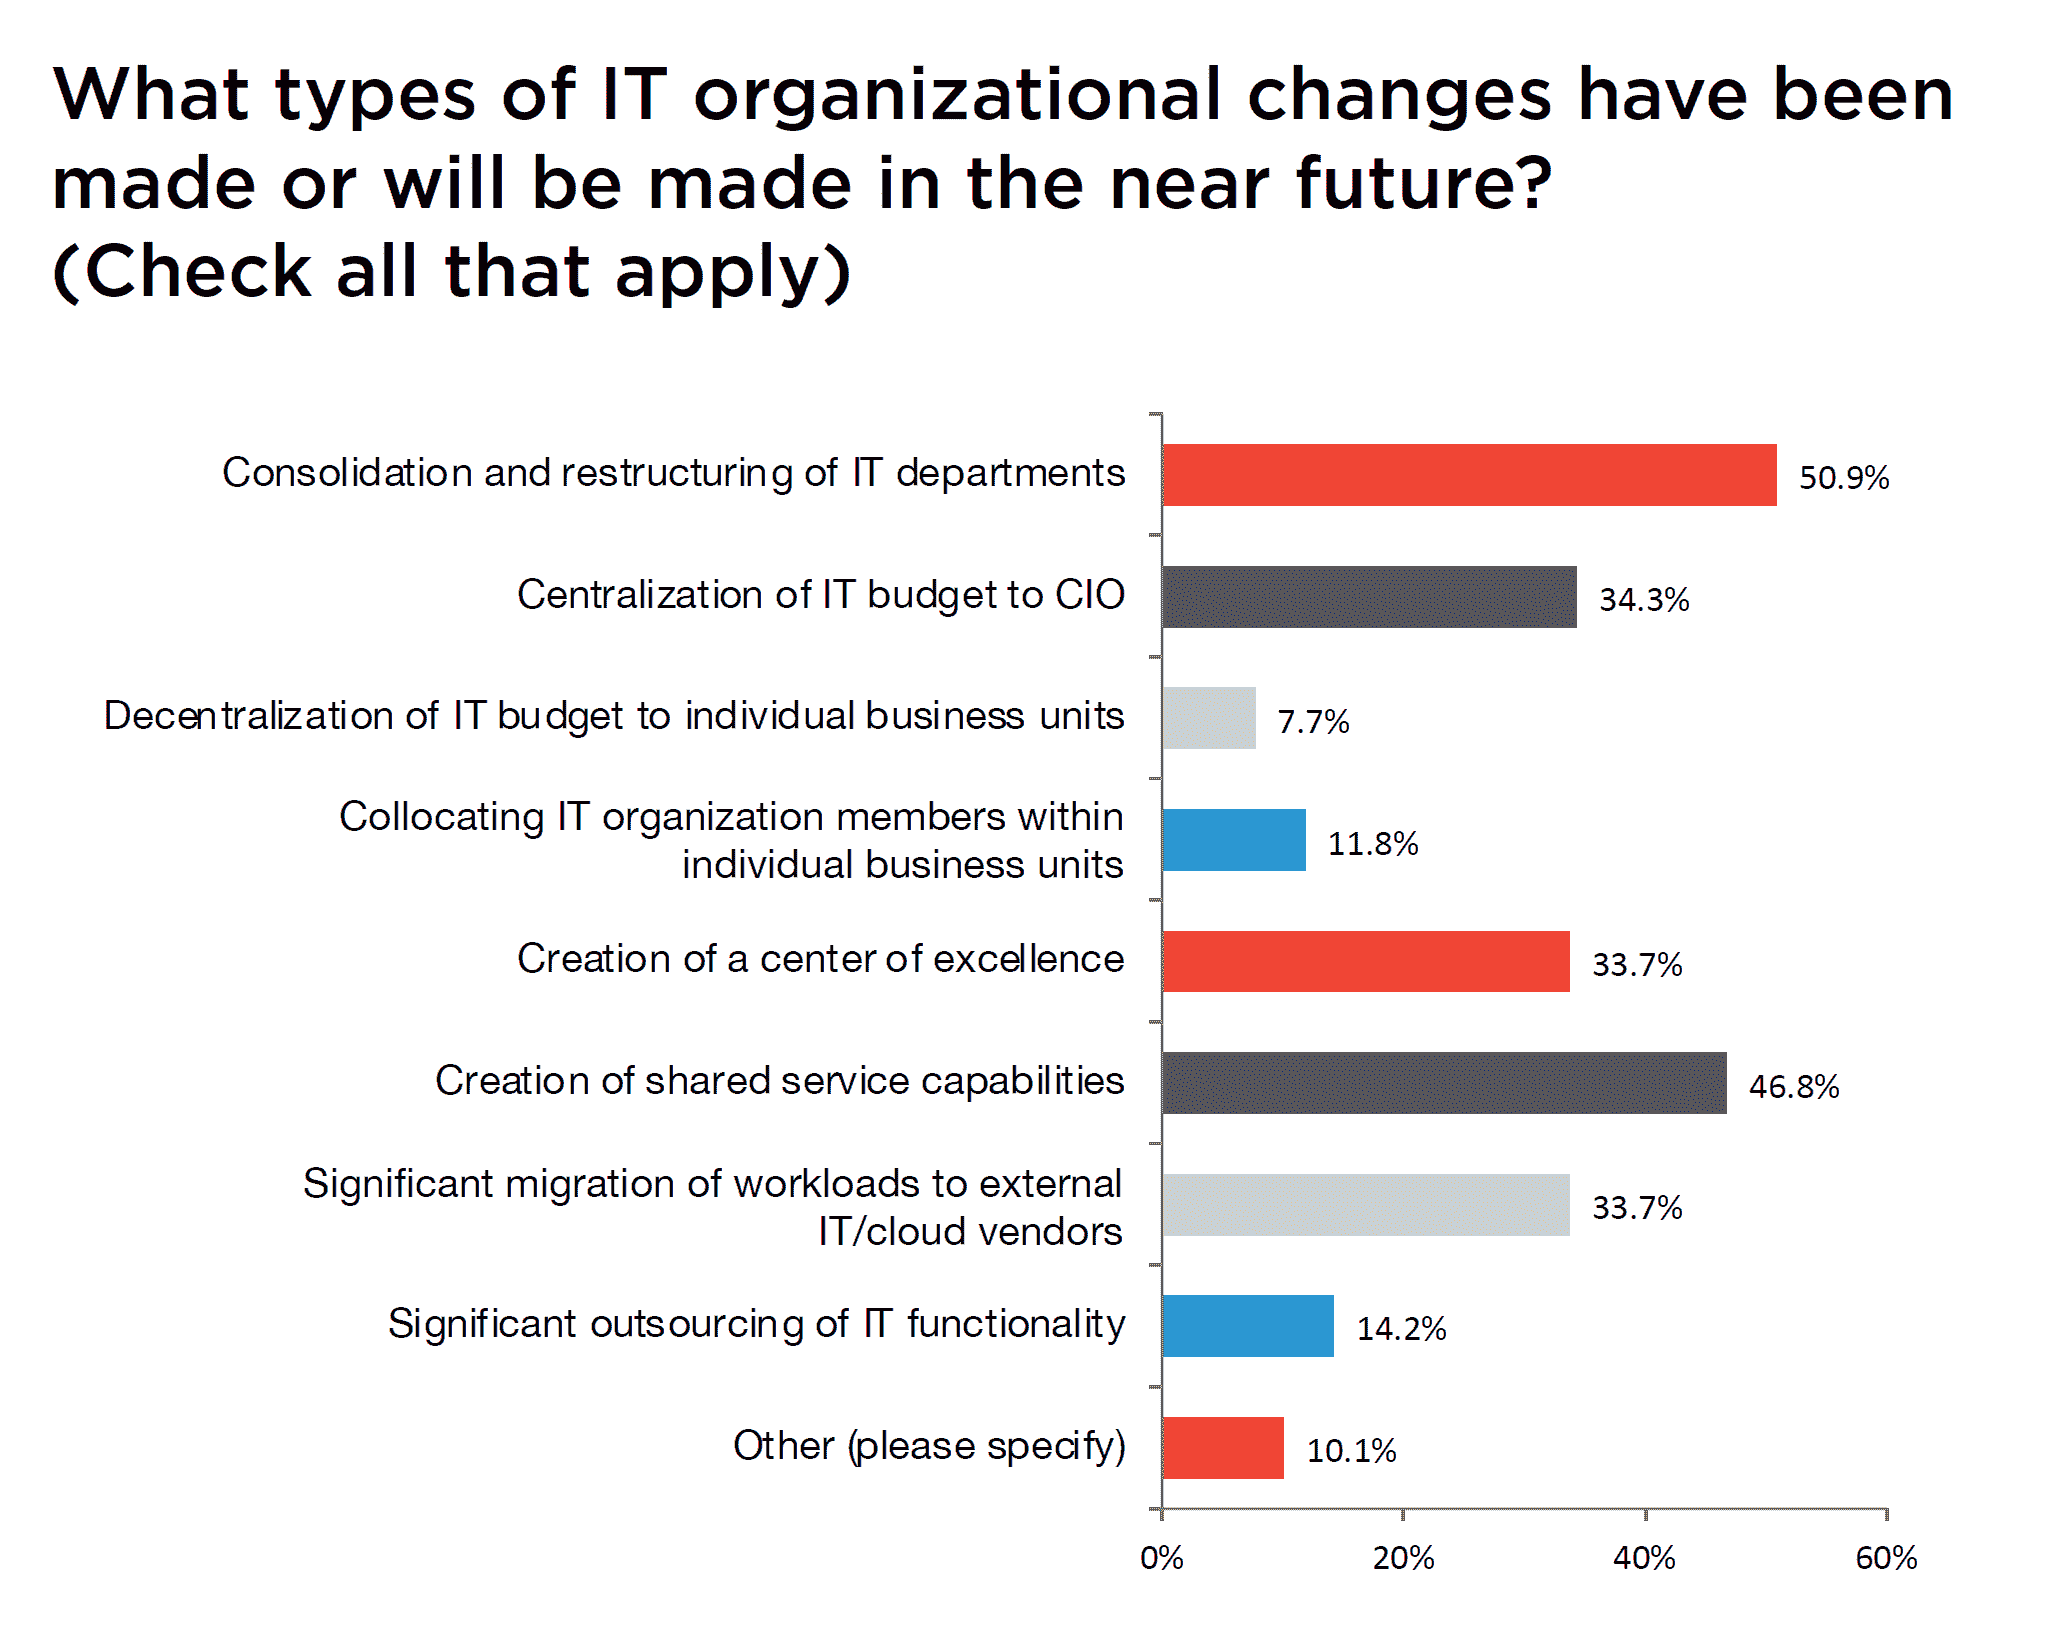 What types of IT organizational changes have been
made or will be made in the near future?
(Check all that apply)
Consolidation and restructuring of IT departments
50.9%
Centralization of IT budget to CIO
34.3%
Decentralization of IT budget to individual business units
7.7%
Collocating IT organization members within
individual business units
11.8%
Creation of a center of excellence
33.7%
Creation of shared service capabilities
46.8%
Significant migration of workloads to external
IT/cloud vendors
33.7%
Significant outsourcing of IT functionality
14.2%
Other (please specify)
10.1%
0% 20% 40% 60%